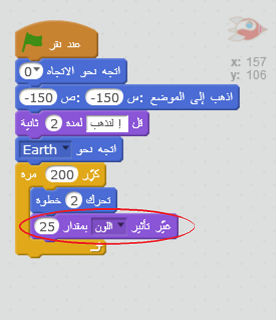 x: 157
y: 106
عند نقر
اتجه نحو الاتجاه 0
اذهب إلى الموضع :س -150 :ص -150
قل !لنذهب لمدة 2 ثانية
اتجه نحو Earth
كرّر 200 مرة
تحرك 2 خطوة
غيّر تأثير اللون بمقدار 25